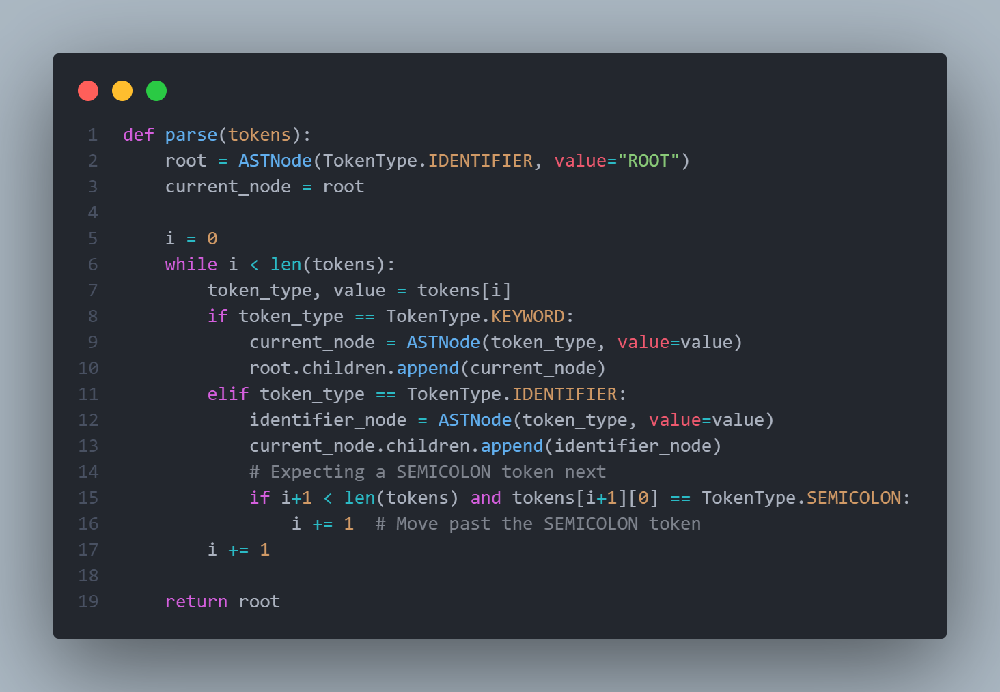 1 def parse(tokens):
2     root = ASTNode(TokenType.IDENTIFIER, value="ROOT")
3     current_node = root
4
5     i = 0
6     while i < len(tokens):
7         token_type, value = tokens[i]
8         if token_type == TokenType.KEYWORD:
9             current_node = ASTNode(token_type, value=value)
10             root.children.append(current_node)
11         elif token_type == TokenType.IDENTIFIER:
12             identifier_node = ASTNode(token_type, value=value)
13             current_node.children.append(identifier_node)
14             # Expecting a SEMICOLON token next
15             if i+1 < len(tokens) and tokens[i+1][0] == TokenType.SEMICOLON:
16                 i += 1  # Move past the SEMICOLON token
17         i += 1
18
19     return root